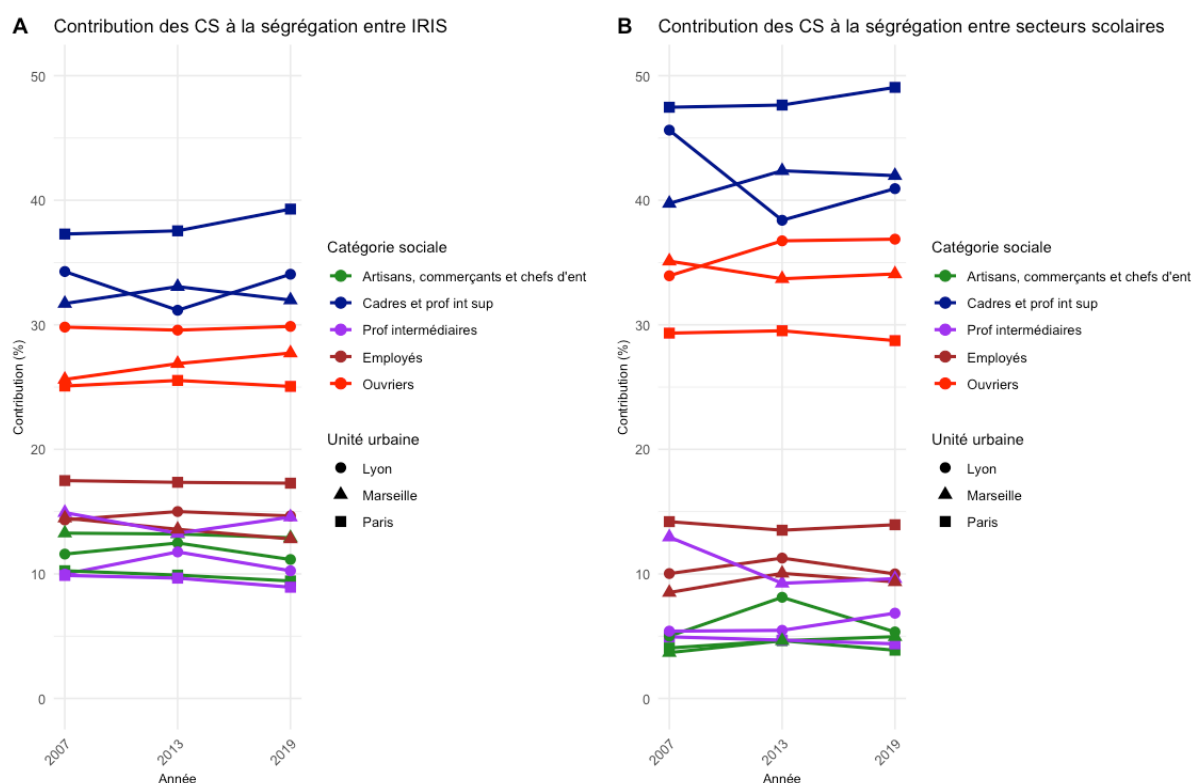 A Contribution des CS à la ségrégation entre IRIS
50
40
30
20
10
0
Contribution (%)
2007
2013
2019
Année
Catégorie sociale
Artisans, commerçants et chefs d'ent
Cadres et prof int sup
Prof intermédiaires
Employés
Ouvriers
Unité urbaine
Lyon
Marseille
Paris
B Contribution des CS à la ségrégation entre secteurs scolaires
50
40
30
20
10
0
Contribution (%)
2007
2013
2019
Année
Catégorie sociale
Artisans, commerçants et chefs d'ent
Cadres et prof int sup
Prof intermédiaires
Employés
Ouvriers
Unité urbaine
Lyon
Marseille
Paris